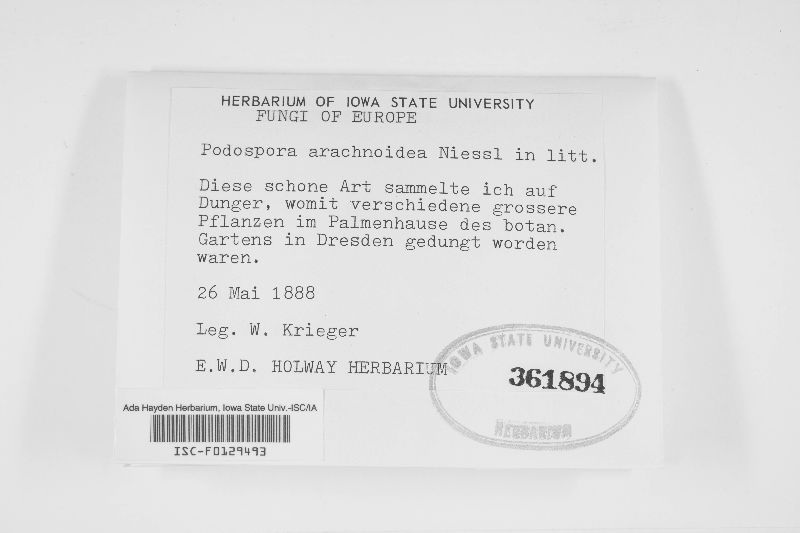 HERBARIUM OF IOWA STATE UNIVERSITY
FUNGI OF EUROPE
Podospora arachnoidea Niessl in litt.
Diese schone Art sammelte ich auf
Dunger, womit verschiedene grossere
Pflanzen im Palmenhause des botan.
Gartens in Dresden gedungt worden
waren.
26 Mai 1888
Leg. W. Krieger
E.W.D. HOLWAY HERBARIUM
IOWA STATE UNIVERSITY
361894
HERBARIUM
Ada Hayden Herbarium, Iowa State Univ.-ISC/IA
ISC-F0129493